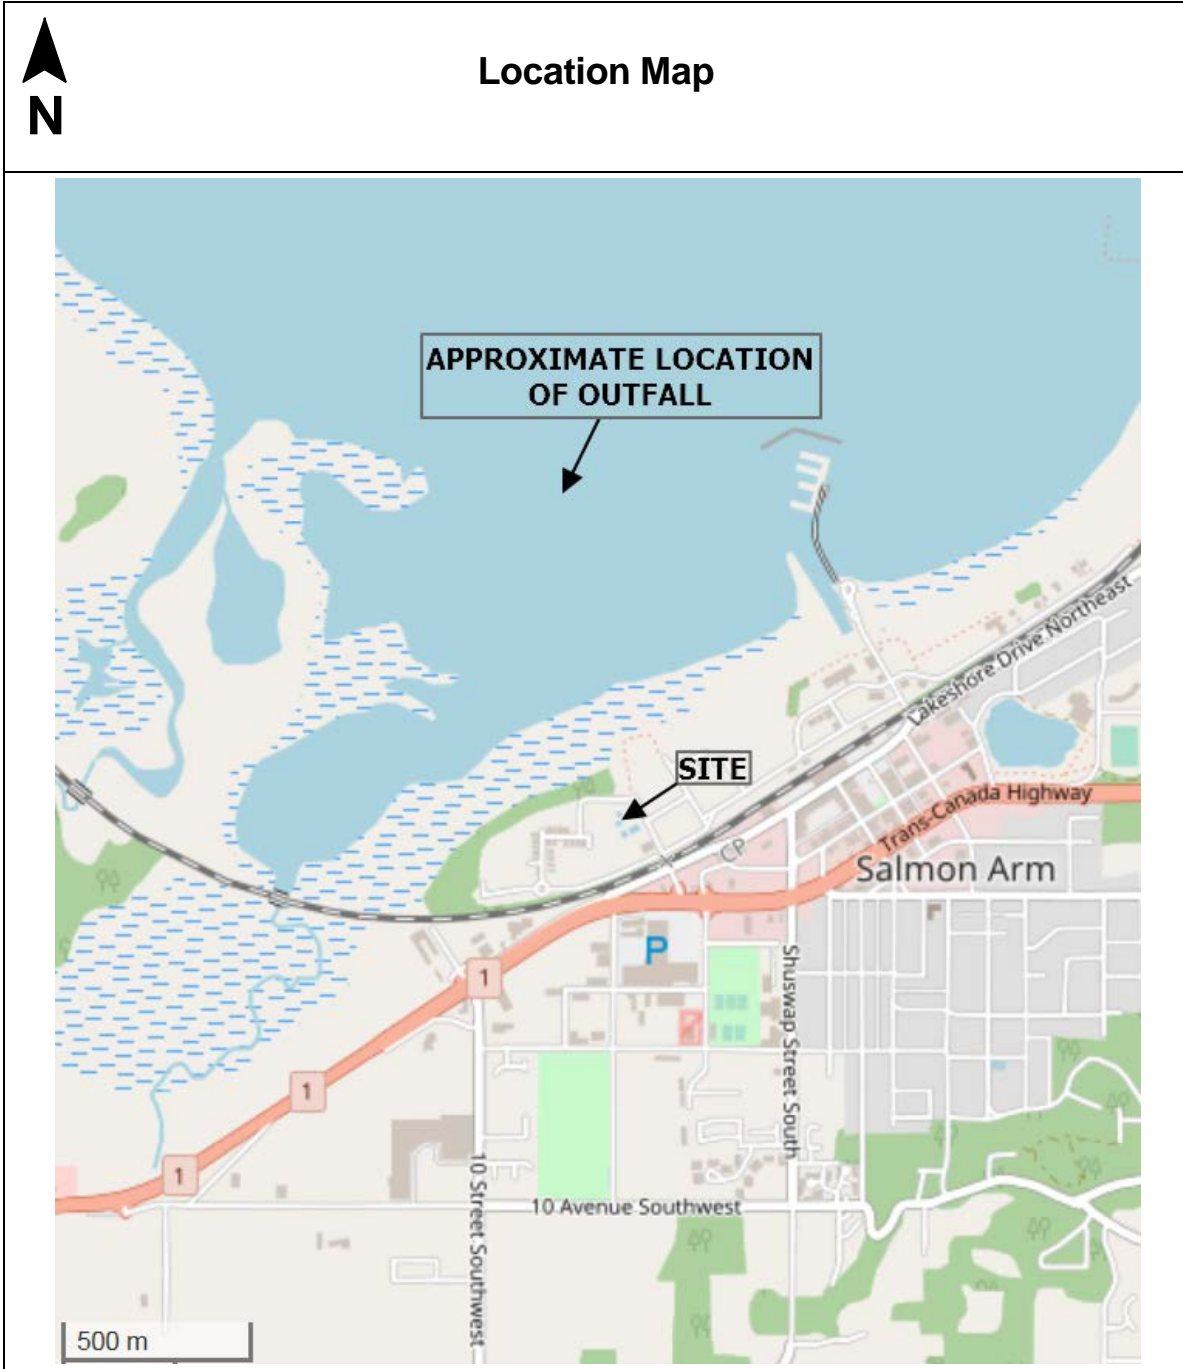 N
Location Map
APPROXIMATE LOCATION
OF OUTFALL
Lakeshore Drive Northeast
SITE
Trans-Canada Highway
CP
Salmon Arm
P
1
Shuswap Street South
1
1
10 Street Southwest
10 Avenue Southwest
500 m